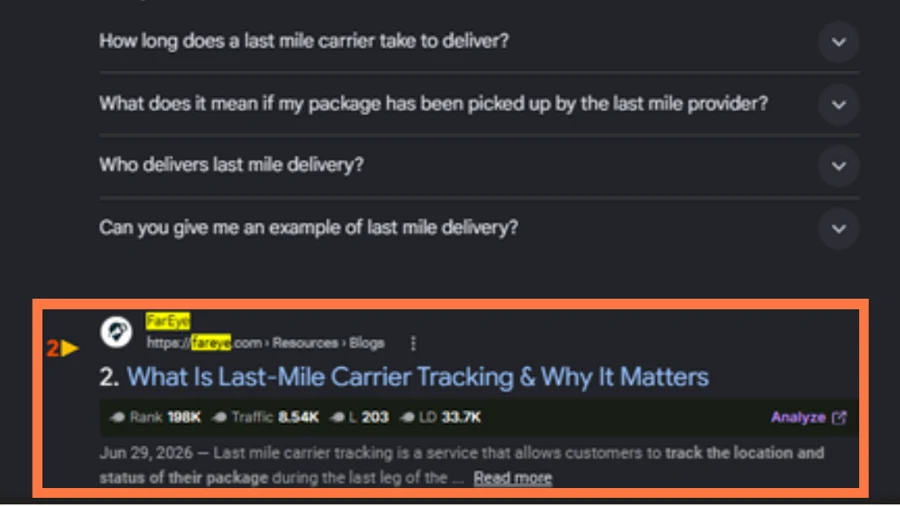 How long does a last mile carrier take to deliver?
What does it mean if my package has been picked up by the last mile provider?
Who delivers last mile delivery?
Can you give me an example of last mile delivery?
FarEye
2 https://fareye.com › Resources › Blogs
2. What Is Last-Mile Carrier Tracking & Why It Matters
Rank 198K Traffic 8.54K L 203 LD 33.7K Analyze
Jun 29, 2026 — Last mile carrier tracking is a service that allows customers to track the location and
status of their package during the last leg of the ... Read more